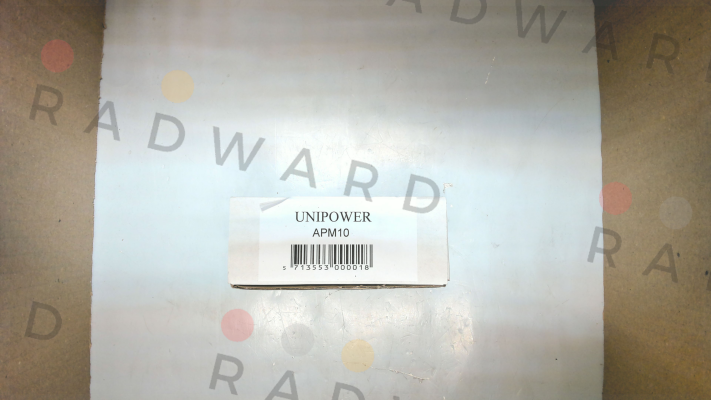 RADWARD
RADWARD
UNIPOWER
APM10
5 713553 000018
RA
D
RADWARD